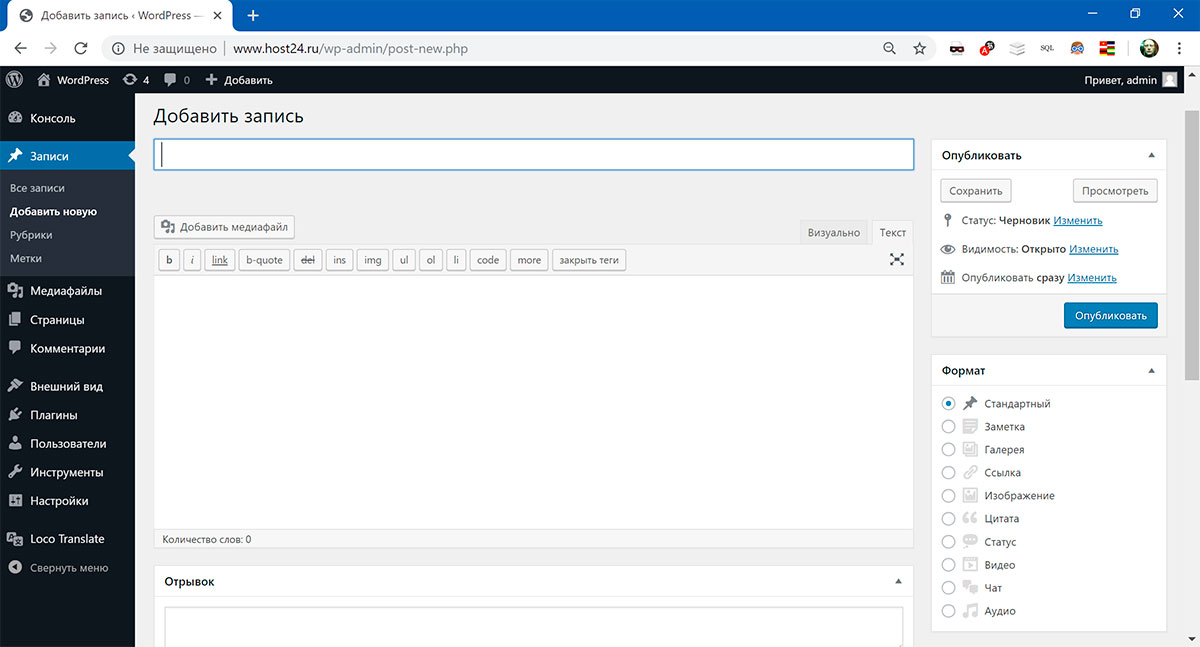 Добавить запись ‹ WordPress —
Не защищено | www.host24.ru/wp-admin/post-new.php
SQL
WordPress 4 0 Добавить
Привет, admin
Консоль
Записи
Все записи
Добавить новую
Рубрики
Метки
Медиафайлы
Страницы
Комментарии
Внешний вид
Плагины
Пользователи
Инструменты
Настройки
Loco Translate
Свернуть меню
Добавить запись
Добавить медиафайл
Визуально Текст
b i link b-quote del ins img ul ol li code more закрыть теги
Количество слов: 0
Отрывок
Опубликовать
Сохранить Просмотреть
Статус: Черновик Изменить
Видимость: Открыто Изменить
Опубликовать сразу Изменить
Опубликовать
Формат
Стандартный
Заметка
Галерея
Ссылка
Изображение
Цитата
Статус
Видео
Чат
Аудио